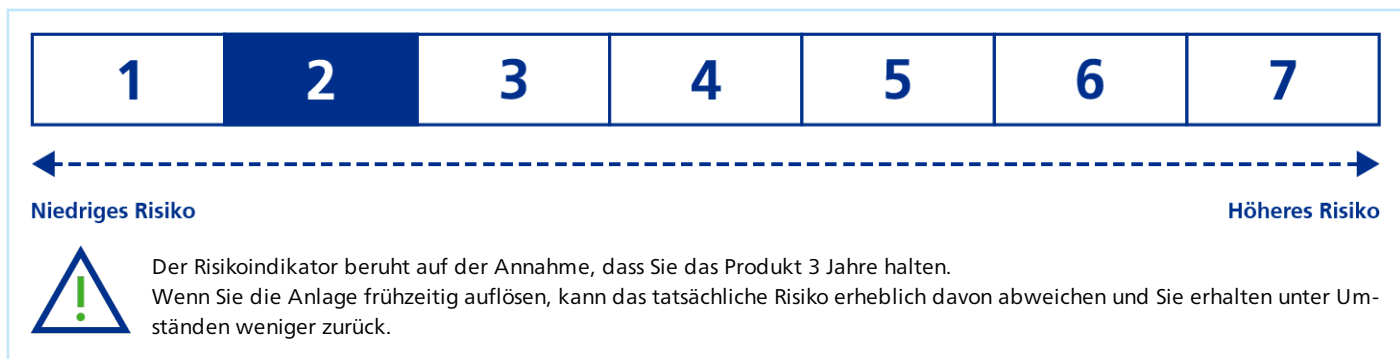 1 2 3 4 5 6 7
Niedriges Risiko Höheres Risiko
Der Risikoindikator beruht auf der Annahme, dass Sie das Produkt 3 Jahre halten.
Wenn Sie die Anlage frühzeitig auflösen, kann das tatsächliche Risiko erheblich davon abweichen und Sie erhalten unter Um-
ständen weniger zurück.